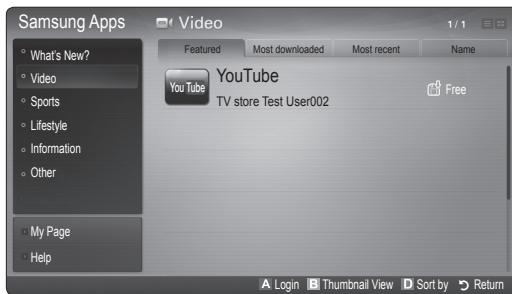 Samsung Apps
Video
1 / 1
What's New?
Video
Sports
Lifestyle
Information
Other
My Page
Help
Featured
Most downloaded
Most recent
Name
You Tube
YouTube
TV store Test User002
Free
A Login B Thumbnail View D Sort by Return